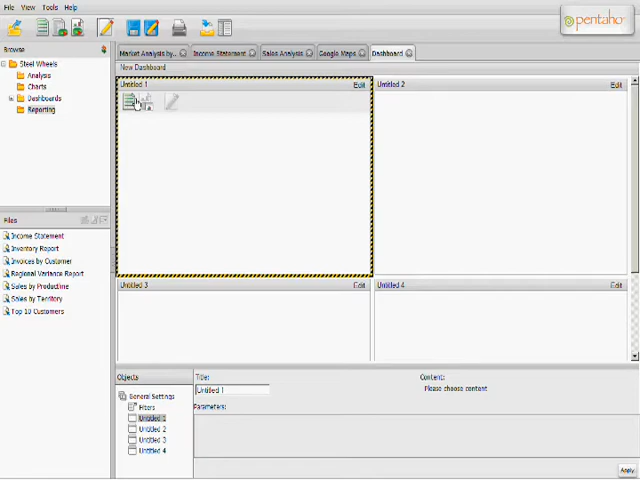 File View Tools Help
pentaho
Browse
Market Analysis by... Income Statement Sales Analysis Google Maps Dashboard
Steel Wheels
New Dashboard
Analysis
Charts
Dashboards
Reporting
Untitled 1 Edit
Untitled 2 Edit
Files
Income Statement
Inventory Report
Invoices by Customer
Regional Variance Report
Sales by Productline
Sales by Territory
Top 10 Customers
Untitled 3 Edit
Untitled 4 Edit
Objects
General Settings
Filters
Untitled 1
Untitled 2
Untitled 3
Untitled 4
Title:
Untitled 1
Content:
Please choose content
Parameters:
Apply